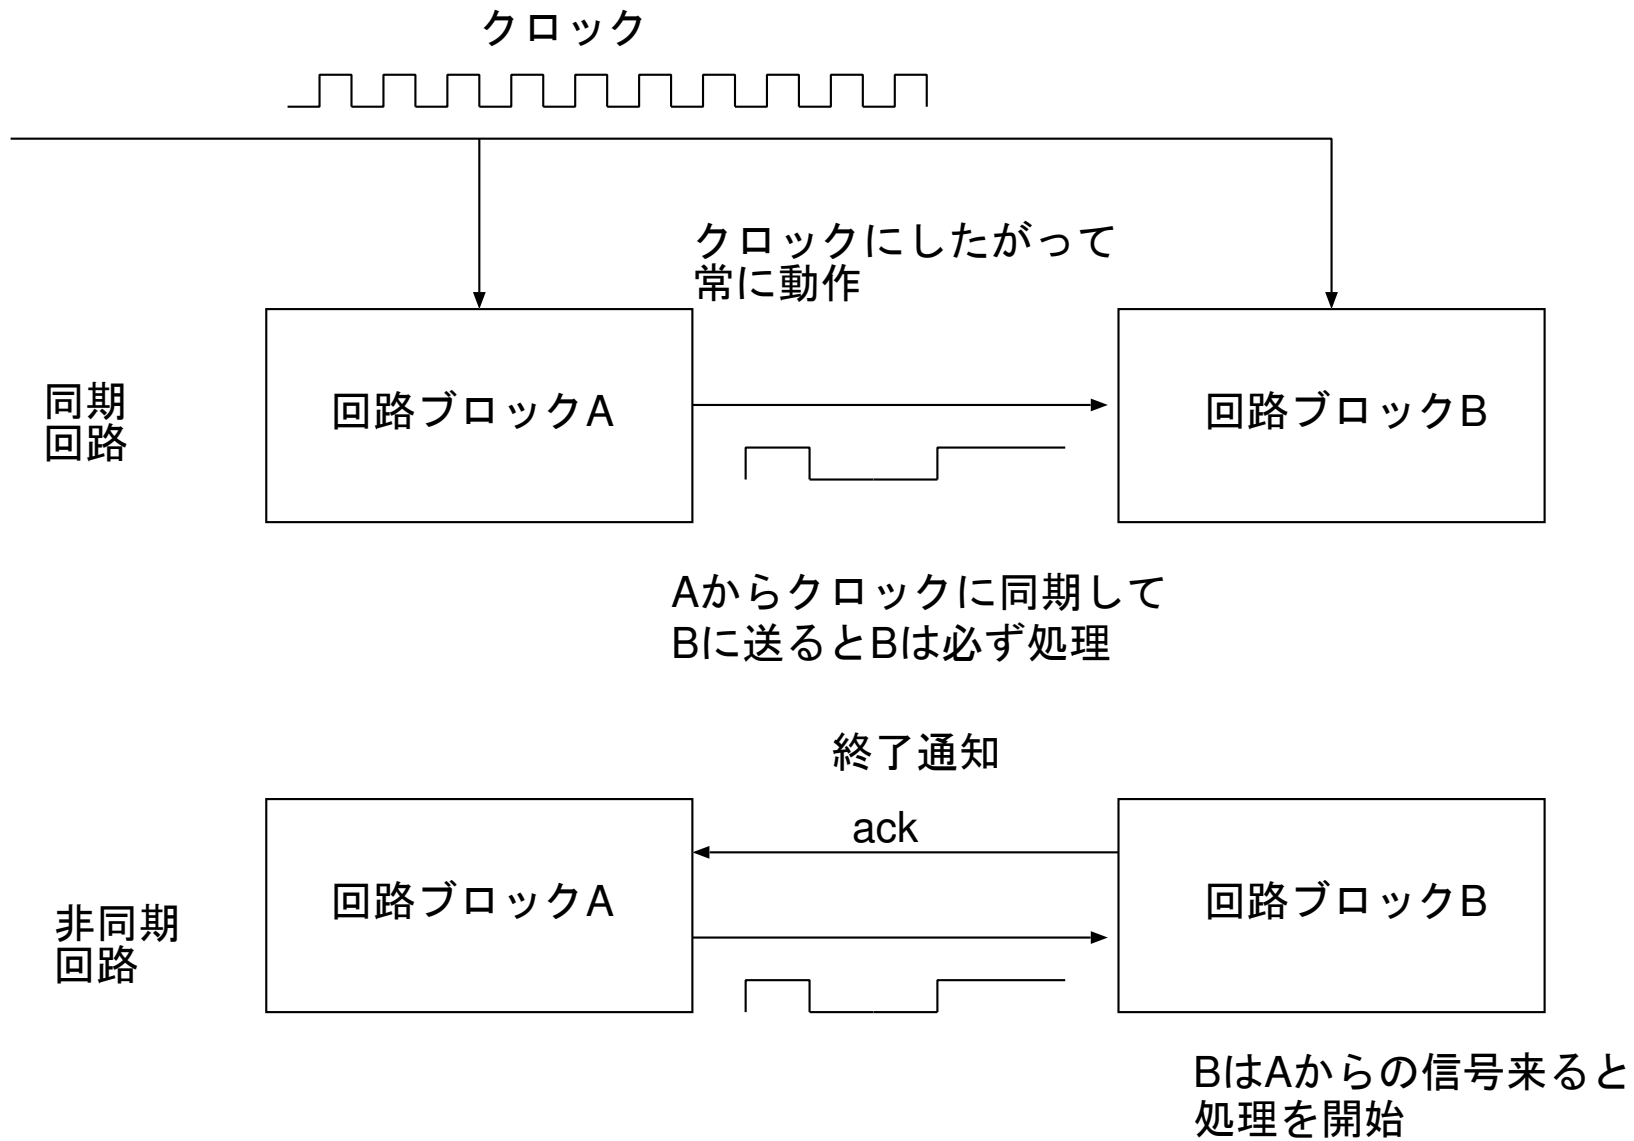 クロック
クロックにしたがって
常に動作
同期
回路
回路ブロックA
回路ブロックB
Aからクロックに同期して
Bに送るとBは必ず処理
終了通知
ack
非同期
回路
回路ブロックA
回路ブロックB
BはAからの信号来ると
処理を開始